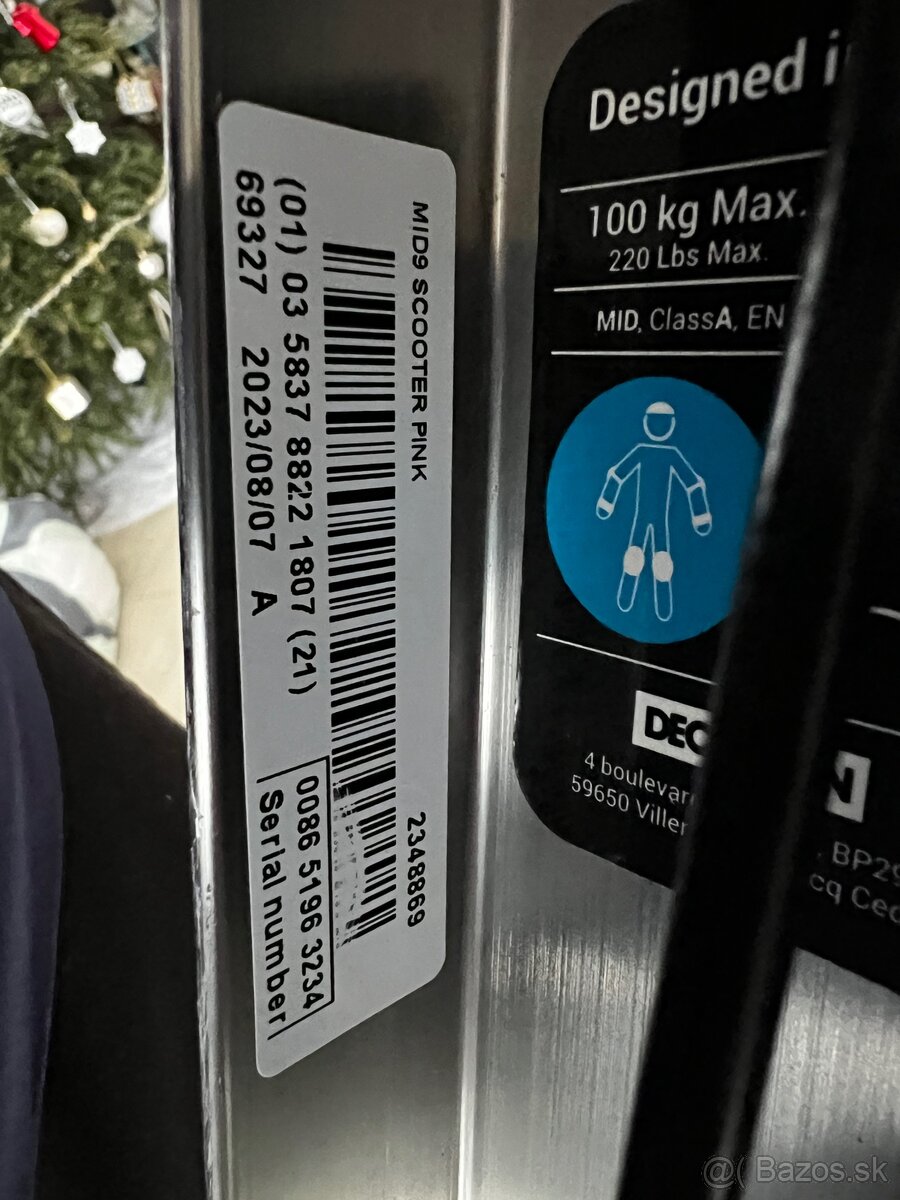 MID9 SCOOTER PINK
2348869
(01) 03 5837 8822 1807 (21)
0086 5196 3234
69327 2023/08/07 A
Serial number
Designed i
100 kg Max.
220 Lbs Max.
MID, ClassA, EN
DEC
N
4 boulevar
BP29
59650 Viller
cq Ced
@( Bazos.sk